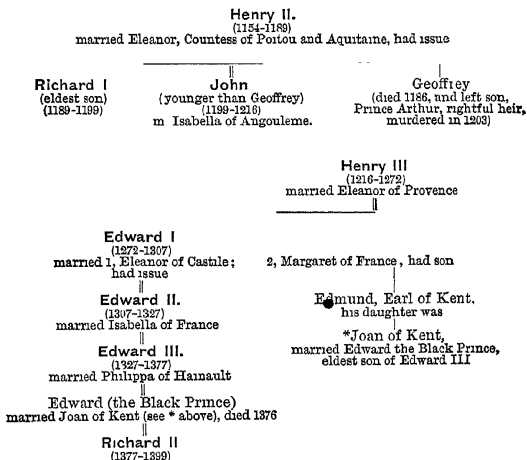 Henry II.
(1154-1189)
married Eleanor, Countess of Poitou and Aquitaine, had issue
Richard I
(eldest son)
(1189-1199)
John
(younger than Geoffrey)
(1199-1216)
m Isabella of Angouleme.
Geoffrey
(died 1186, and left son,
Prince Arthur, rightful heir,
murdered in 1203)
Henry III
(1216-1272)
married Eleanor of Provence
Edward I
(1272-1307)
married 1, Eleanor of Castile;
had issue
2, Margaret of France, had son
Edward II.
(1307-1327)
married Isabella of France
Edmund, Earl of Kent.
his daughter was
*Joan of Kent,
married Edward the Black Prince,
eldest son of Edward III
Edward III.
(1327-1377)
married Philippa of Hainault
Edward (the Black Prince)
married Joan of Kent (see * above), died 1376
Richard II
(1377-1399)